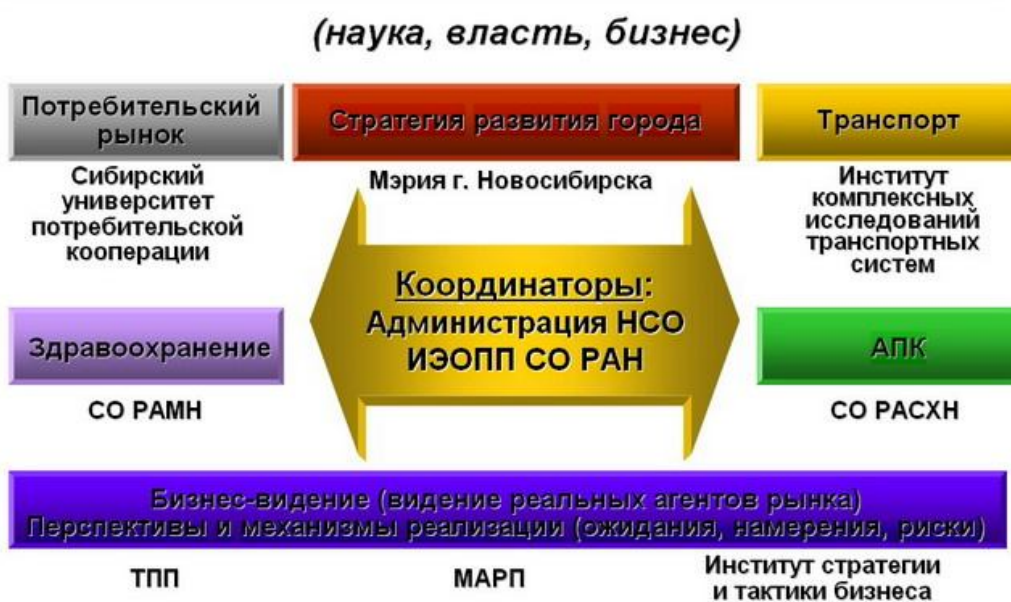 (наука, власть, бизнес)
Потребительский
рынок
Стратегия развития города
Транспорт
Сибирский
университет
потребительской
кооперации
Мэрия г. Новосибирска
Институт
комплексных
исследований
транспортных
систем
Координаторы:
Администрация НСО
ИЭОПП СО РАН
Здравоохранение
АПК
СО РАМН
СО РАСХН
Бизнес-видение (видение реальных агентов рынка)
Перспективы и механизмы реализации (ожидания, намерения, риски)
ТПП
МАРП
Институт стратегии
и тактики бизнеса